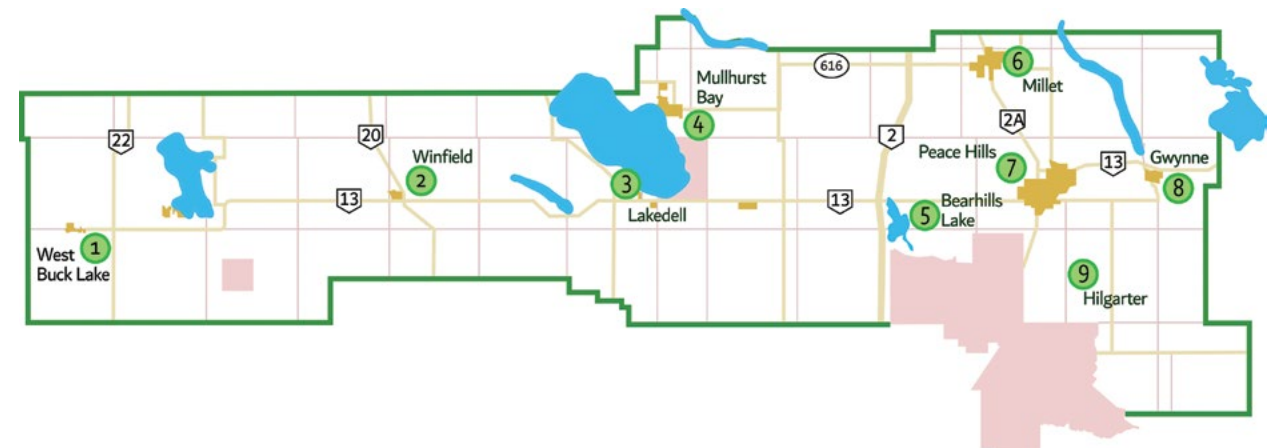 616
6
Millet
Mullhurst
Bay
4
2A
22
20
2
Winfield
2
Peace Hills
7
13
Gwynne
8
3
Lakedell
13
13
5
Bearhills
Lake
West
Buck Lake
1
9
Hilgarter